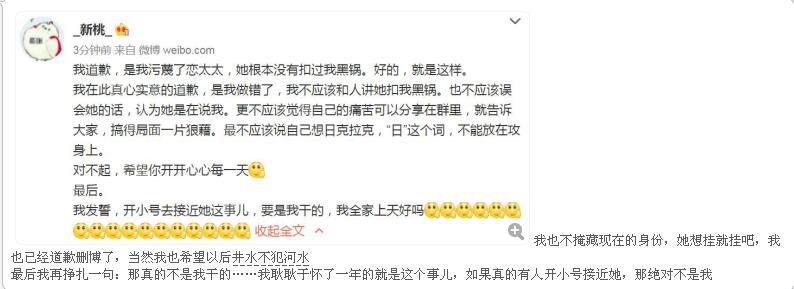 _新桃_
3分钟前 来自 微博 weibo.com
我道歉，是我污蔑了恋太太，她根本没有扣过我黑锅。好的，就是这样。
我在此真心实意的道歉，是我做错了，我不应该和人讲她扣我黑锅。也不应该误
会她的话，认为她是在说我。更不应该觉得自己的痛苦可以分享在群里，就告诉
大家，搞得局面一片狼藉。最不应该说自己想日克拉克，“日”这个词，不能放在攻
身上。
对不起，希望你开开心心每一天
最后。
我发誓，开小号去接近她这事儿，要是我干的，我全家上天好吗
收起全文
我也不掩藏现在的身份，她想挂就挂吧，我
也已经道歉删博了，当然我也希望以后井水不犯河水
最后我再挣扎一句：那真的不是我干的……我耿耿于怀了一年的就是这个事儿，如果真的有人开小号接近她，那绝对不是我